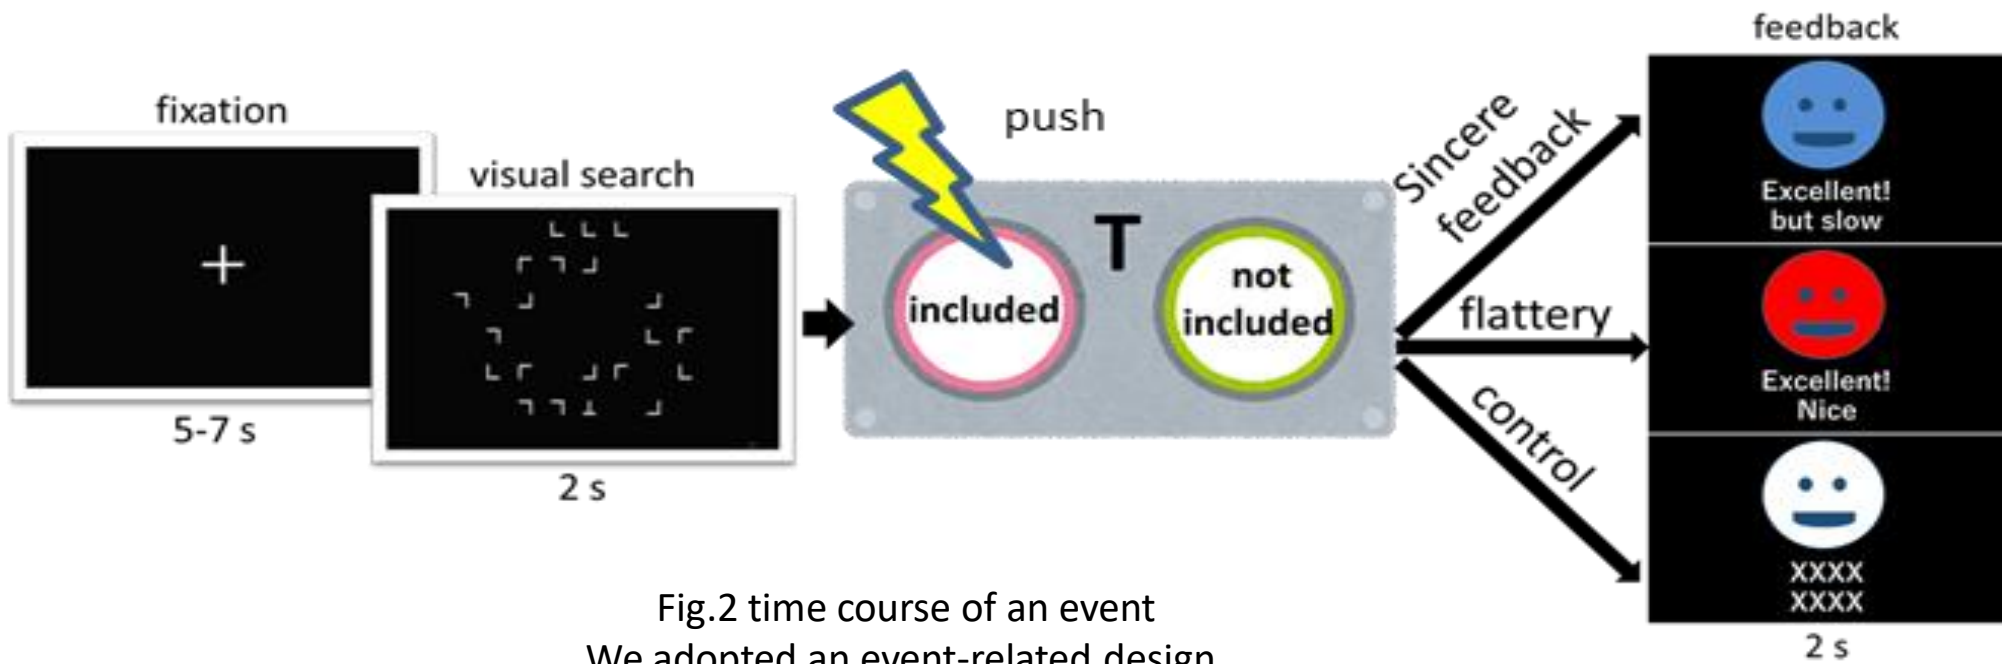 fixation
5-7 s
visual search
2 s
push
included
T
not
included
Sincere
feedback
flattery
control
feedback
Excellent!
but slow
Excellent!
Nice
XXXX
XXXX
2 s
Fig.2 time course of an event
We adopted an event-related design